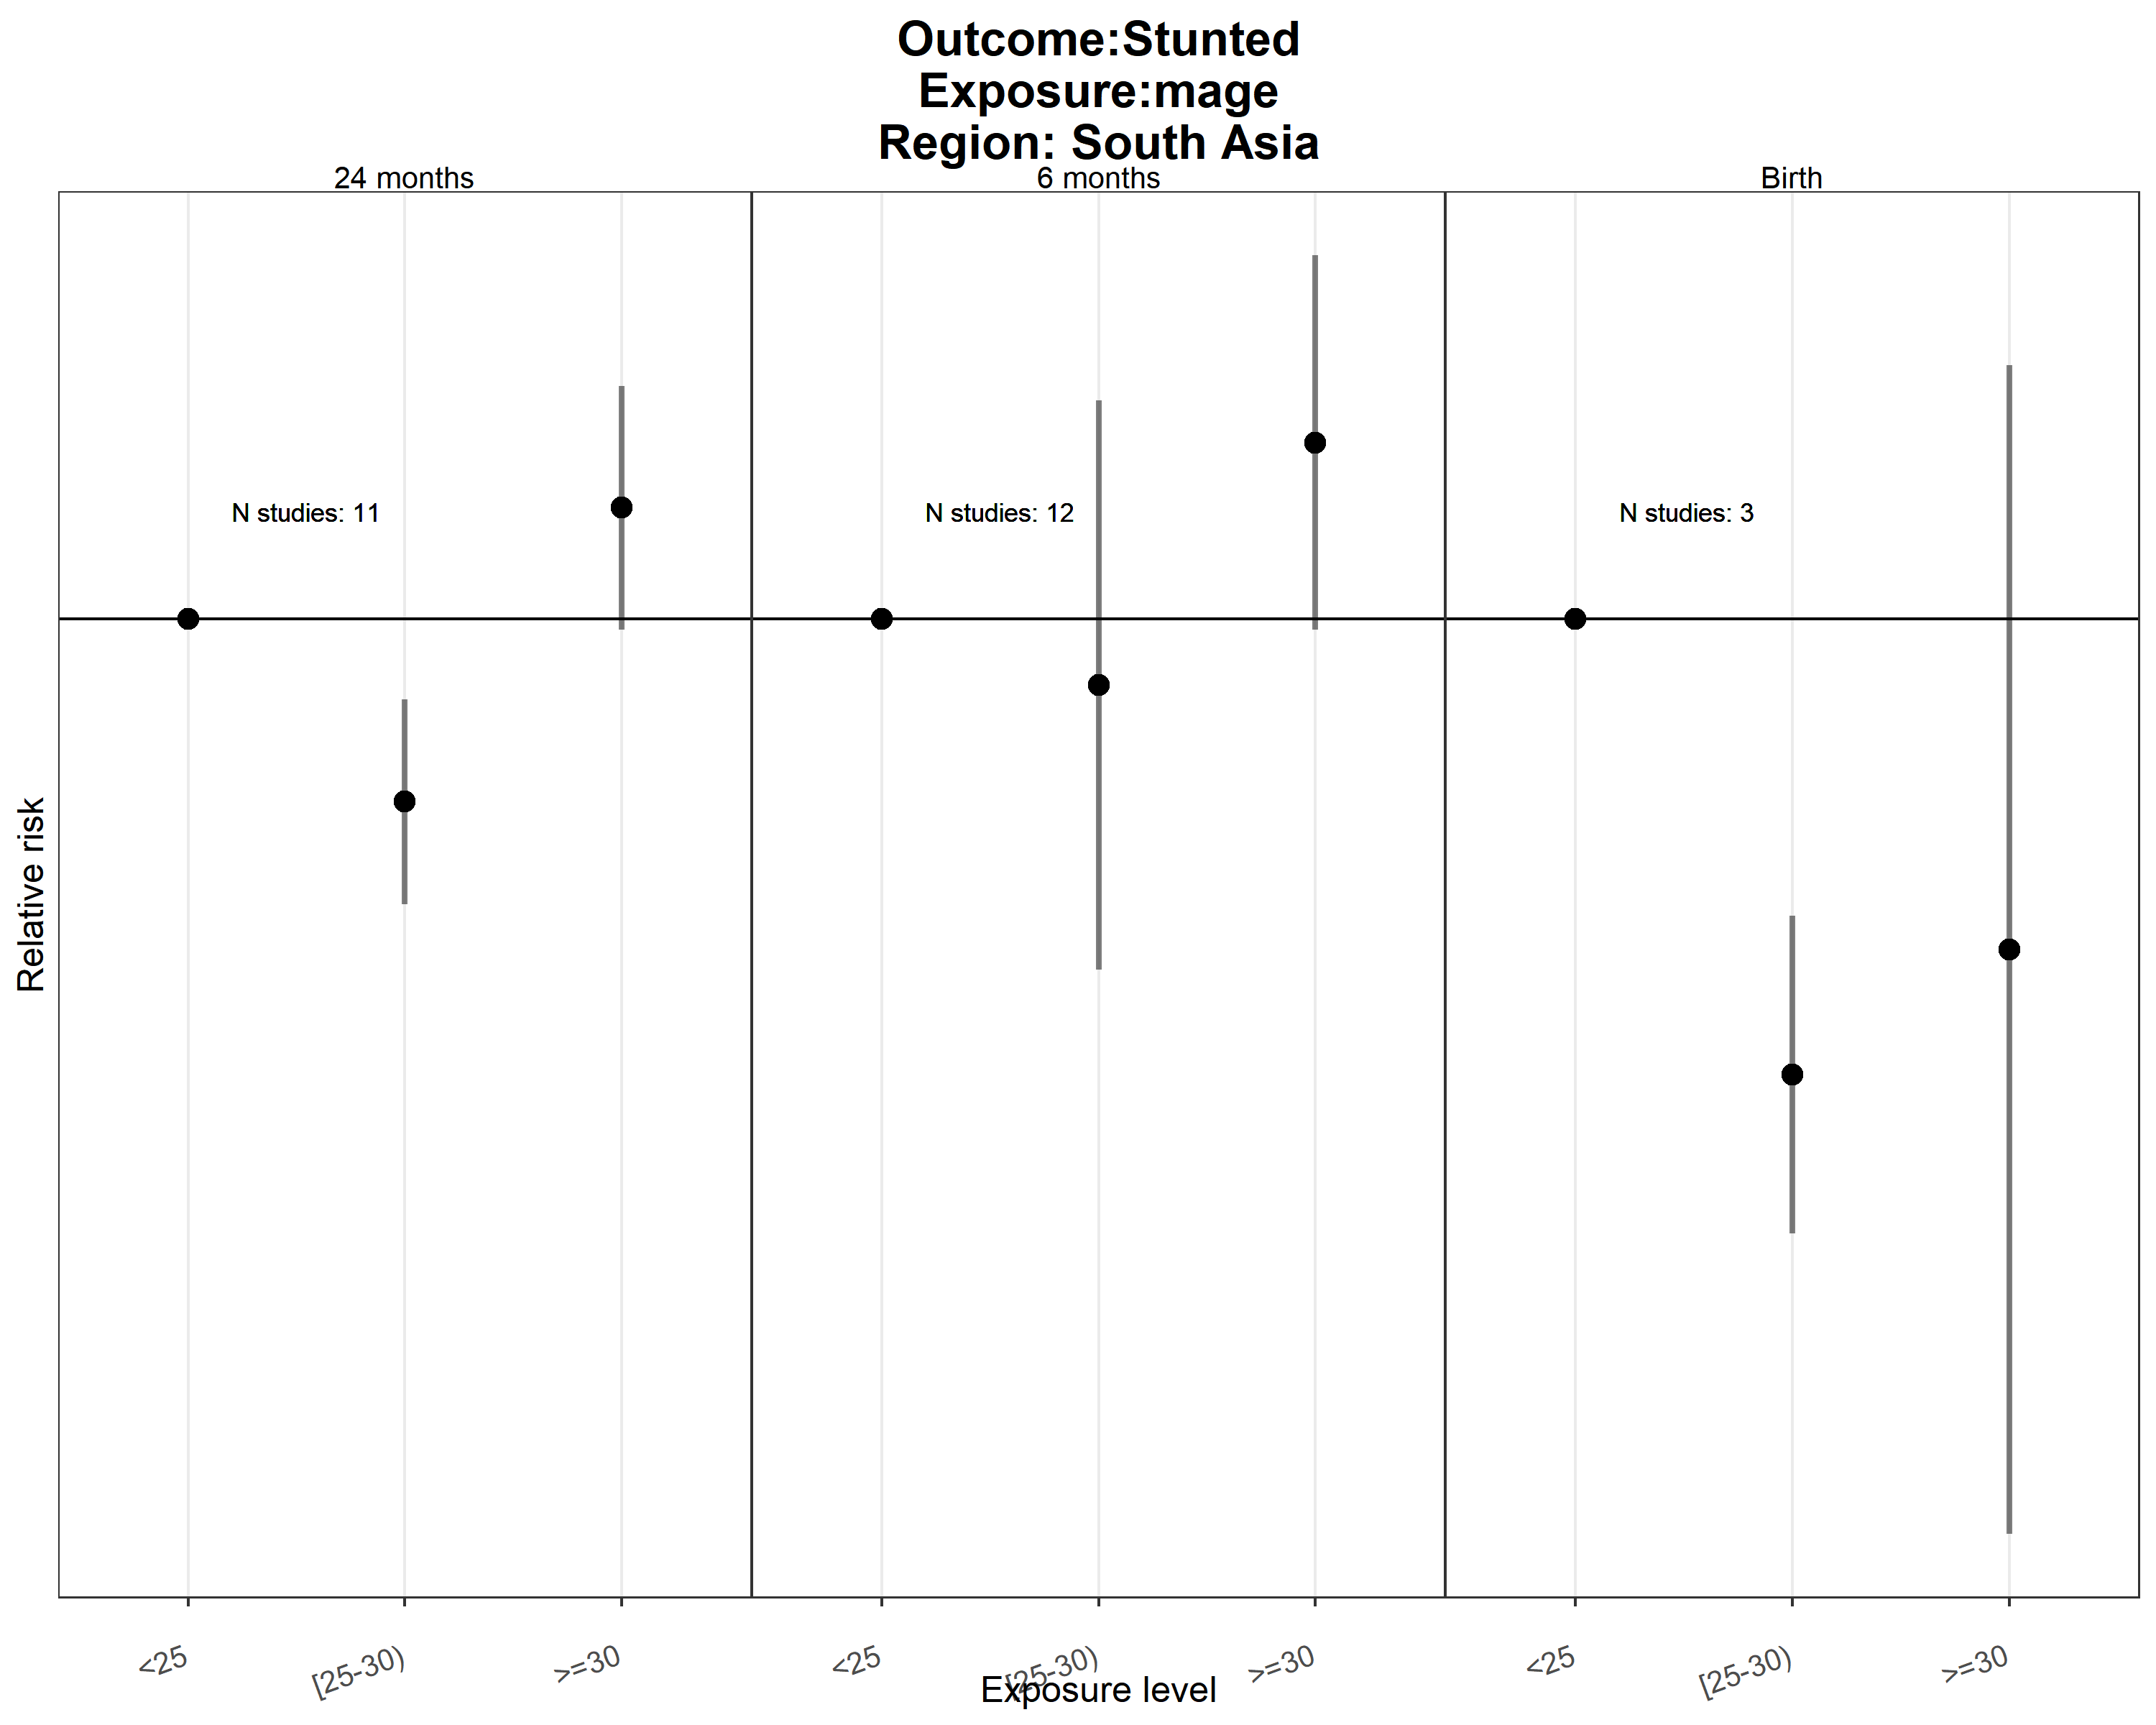 Outcome:Stunted
Exposure:mage
Region: South Asia
24 months
6 months
Birth
N studies: 11
N studies: 12
N studies: 3
Relative risk
<25
[25-30)
>=30
<25
[25-30)
>=30
<25
[25-30)
>=30
Exposure level